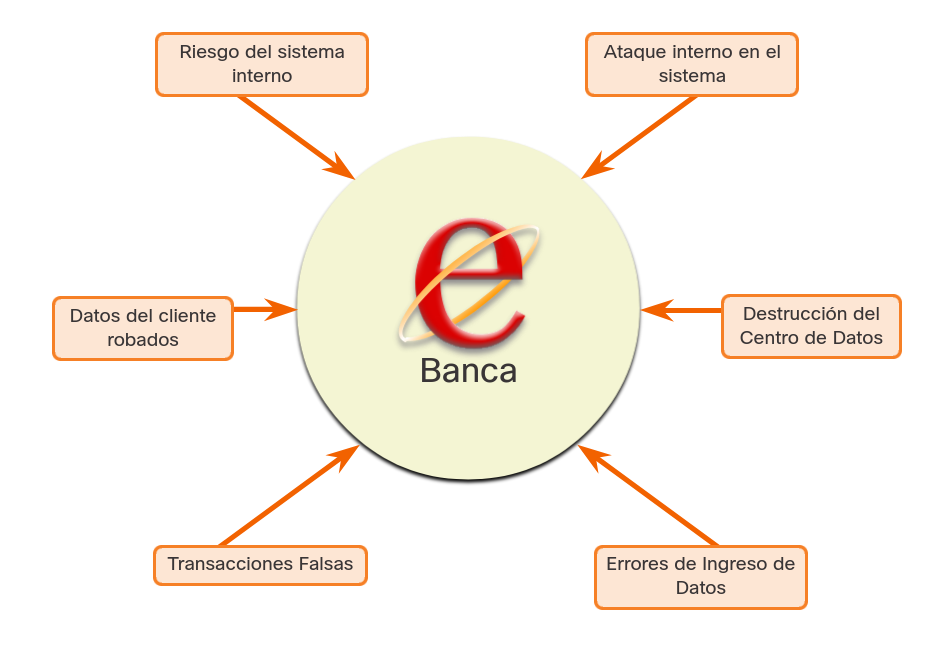 Riesgo del sistema
interno
Ataque interno en el
sistema
e
Banca
Datos del cliente
robados
Destrucción del
Centro de Datos
Transacciones Falsas
Errores de Ingreso de
Datos